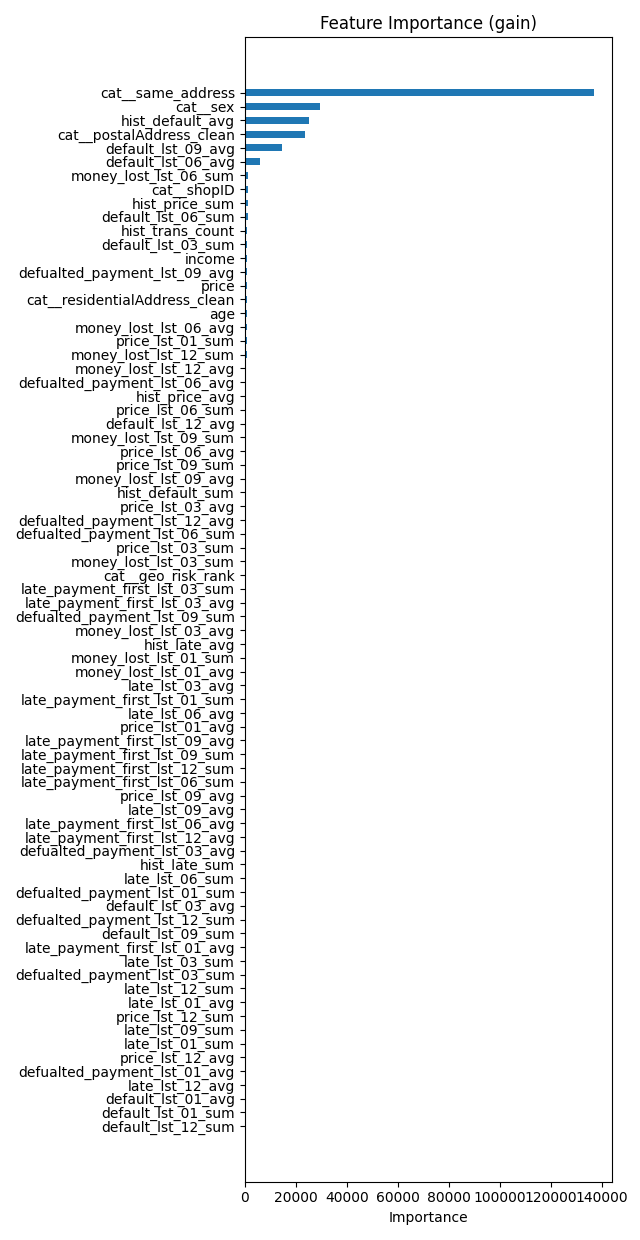 Feature Importance (gain)
cat__same_address
cat__sex
hist_default_avg
cat__postalAddress_clean
default_lst_09_avg
default_lst_06_avg
money_lost_lst_06_sum
cat__shopID
hist_price_sum
default_lst_06_sum
hist_trans_count
default_lst_03_sum
income
defualted_payment_lst_09_avg
price
cat__residentialAddress_clean
age
money_lost_lst_06_avg
price_lst_01_sum
money_lost_lst_12_sum
money_lost_lst_12_avg
defualted_payment_lst_06_avg
hist_price_avg
price_lst_06_sum
default_lst_12_avg
money_lost_lst_09_sum
price_lst_06_avg
price_lst_09_sum
money_lost_lst_09_avg
hist_default_sum
price_lst_03_avg
defualted_payment_lst_12_avg
defualted_payment_lst_06_sum
price_lst_03_sum
money_lost_lst_03_sum
cat__geo_risk_rank
late_payment_first_lst_03_sum
late_payment_first_lst_03_avg
defualted_payment_lst_09_sum
money_lost_lst_03_avg
hist_late_avg
money_lost_lst_01_sum
money_lost_lst_01_avg
late_lst_03_avg
late_payment_first_lst_01_sum
late_lst_06_avg
price_lst_01_avg
late_payment_first_lst_09_avg
late_payment_first_lst_09_sum
late_payment_first_lst_12_sum
late_payment_first_lst_06_sum
price_lst_09_avg
late_lst_09_avg
late_payment_first_lst_06_avg
late_payment_first_lst_12_avg
defualted_payment_lst_03_avg
hist_late_sum
late_lst_06_sum
defualted_payment_lst_01_sum
default_lst_03_avg
defualted_payment_lst_12_sum
default_lst_09_sum
late_payment_first_lst_01_avg
late_lst_03_sum
defualted_payment_lst_03_sum
late_lst_12_sum
late_lst_01_avg
price_lst_12_sum
late_lst_09_sum
late_lst_01_sum
price_lst_12_avg
defualted_payment_lst_01_avg
late_lst_12_avg
default_lst_01_avg
default_lst_01_sum
default_lst_12_sum
0 20000 40000 60000 80000 100000 120000 140000
Importance